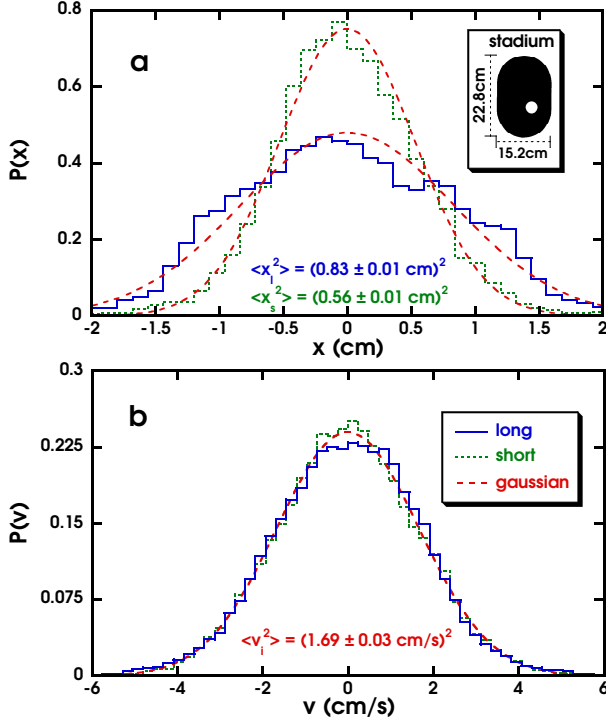 0.8
0.6
0.4
0.2
0
P(x)
a
stadium
22.8cm
15.2cm
<x_l^2> = (0.83 ± 0.01 cm)^2
<x_s^2> = (0.56 ± 0.01 cm)^2
-2 -1.5 -1 -0.5 0 0.5 1 1.5 2
x (cm)
0.3
0.225
0.15
0.075
0
P(v)
b
long
short
gaussian
<v_i^2> = (1.69 ± 0.03 cm/s)^2
-6 -4 -2 0 2 4 6
v (cm/s)